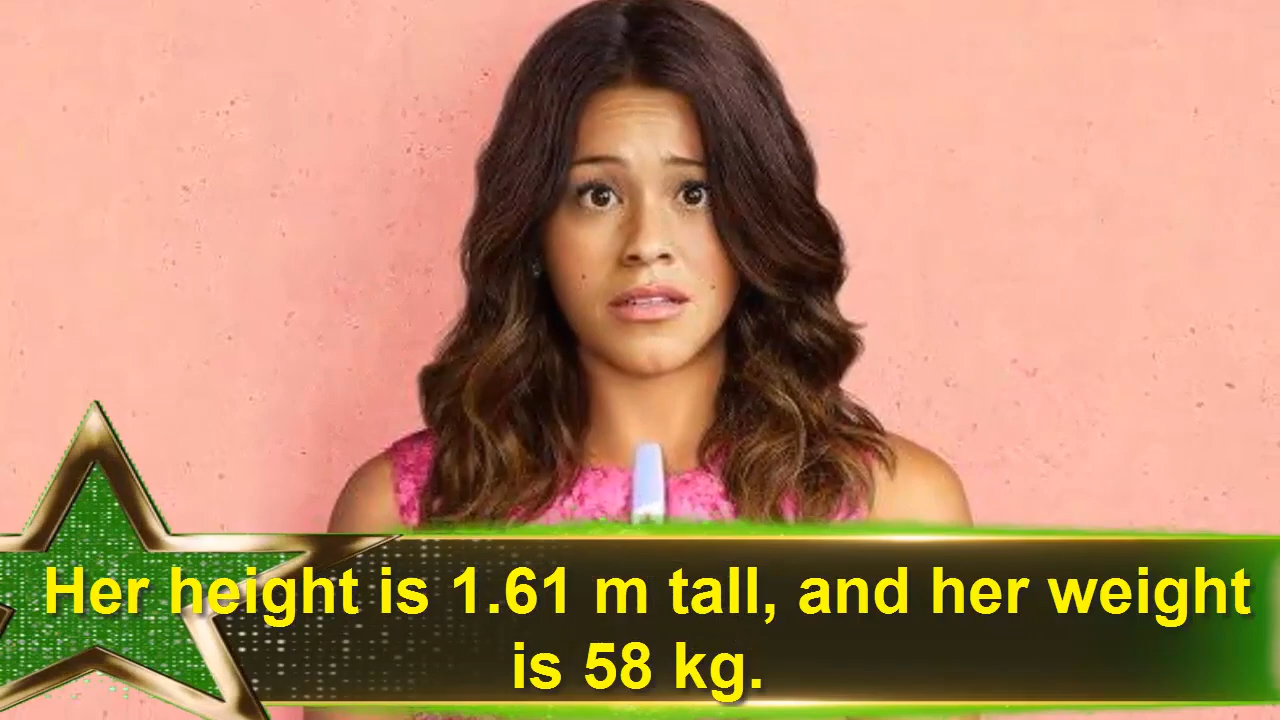 Her height is 1.61 m tall, and her weight
is 58 kg.